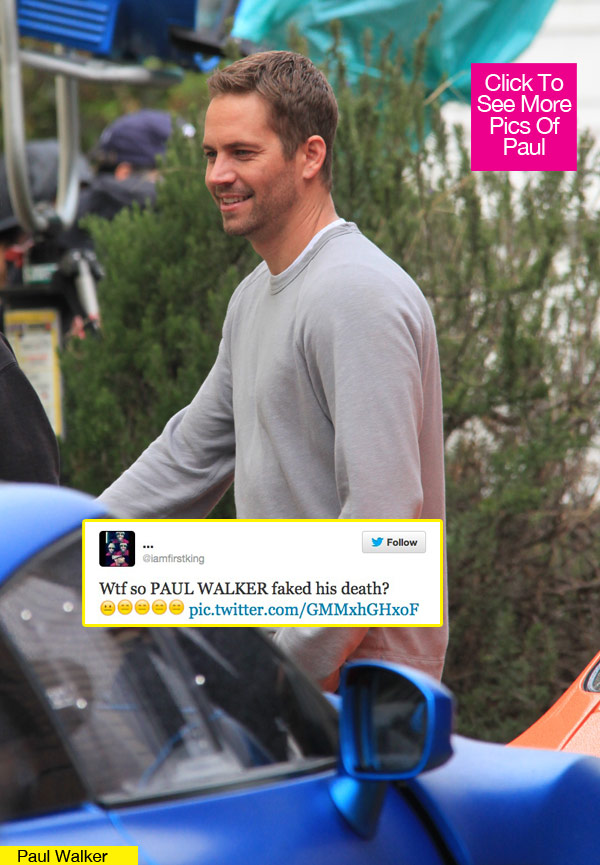 Click To
See More
Pics Of
Paul
...
@iamfirstking
Follow
Wtf so PAUL WALKER faked his death?
😐😊😊😊😊 pic.twitter.com/GMMxhGHxoF
Paul Walker